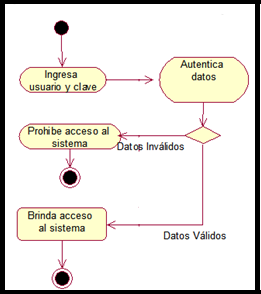 Ingresa
usuario y clave
Autentica
datos
Prohibe acceso al
sistema
Datos Inválidos
Brinda acceso
al sistema
Datos Válidos